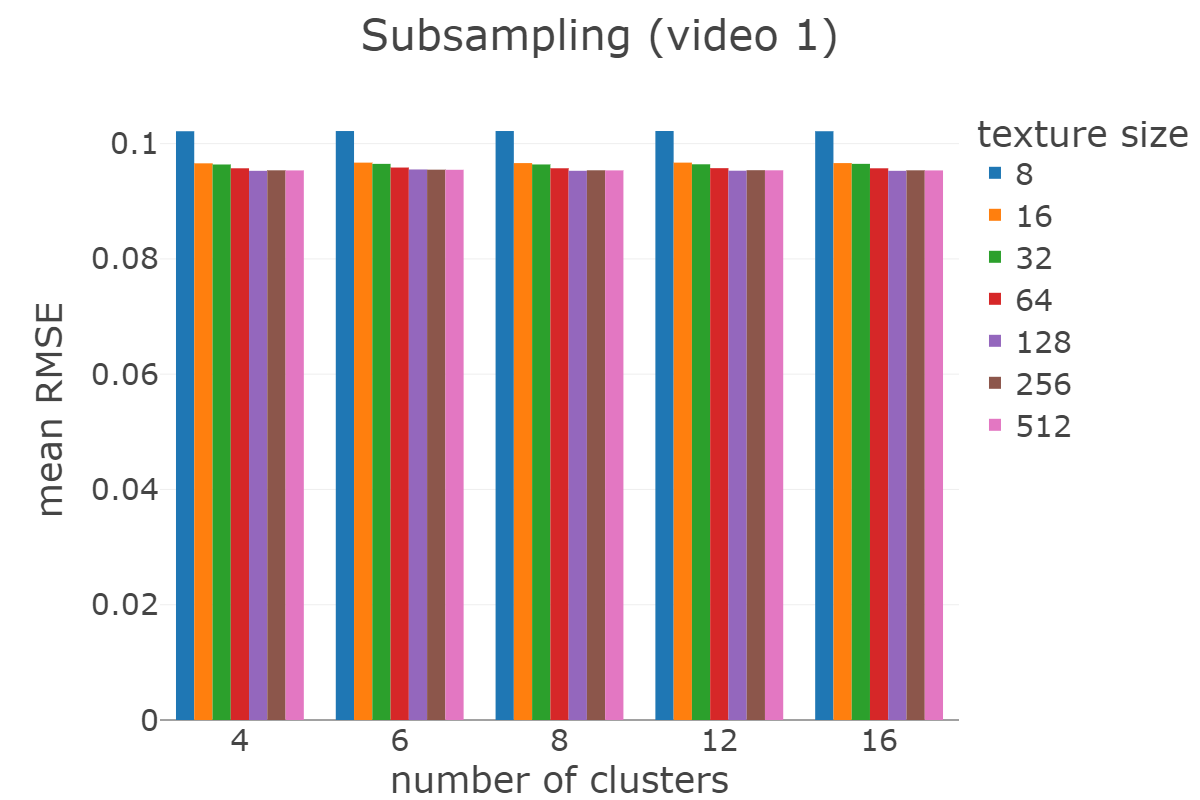 Subsampling (video 1)
mean RMSE
0.1
0.08
0.06
0.04
0.02
0
4 6 8 12 16
number of clusters
texture size
8
16
32
64
128
256
512